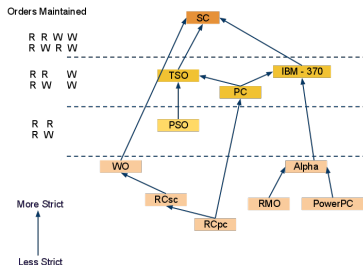 Orders Maintained
SC
R R W W
R W R W
R R W
R W W
TSO
IBM - 370
PC
R R
R W
PSO
WO
Alpha
RCsc
RMO
PowerPC
More Strict
RCpc
Less Strict